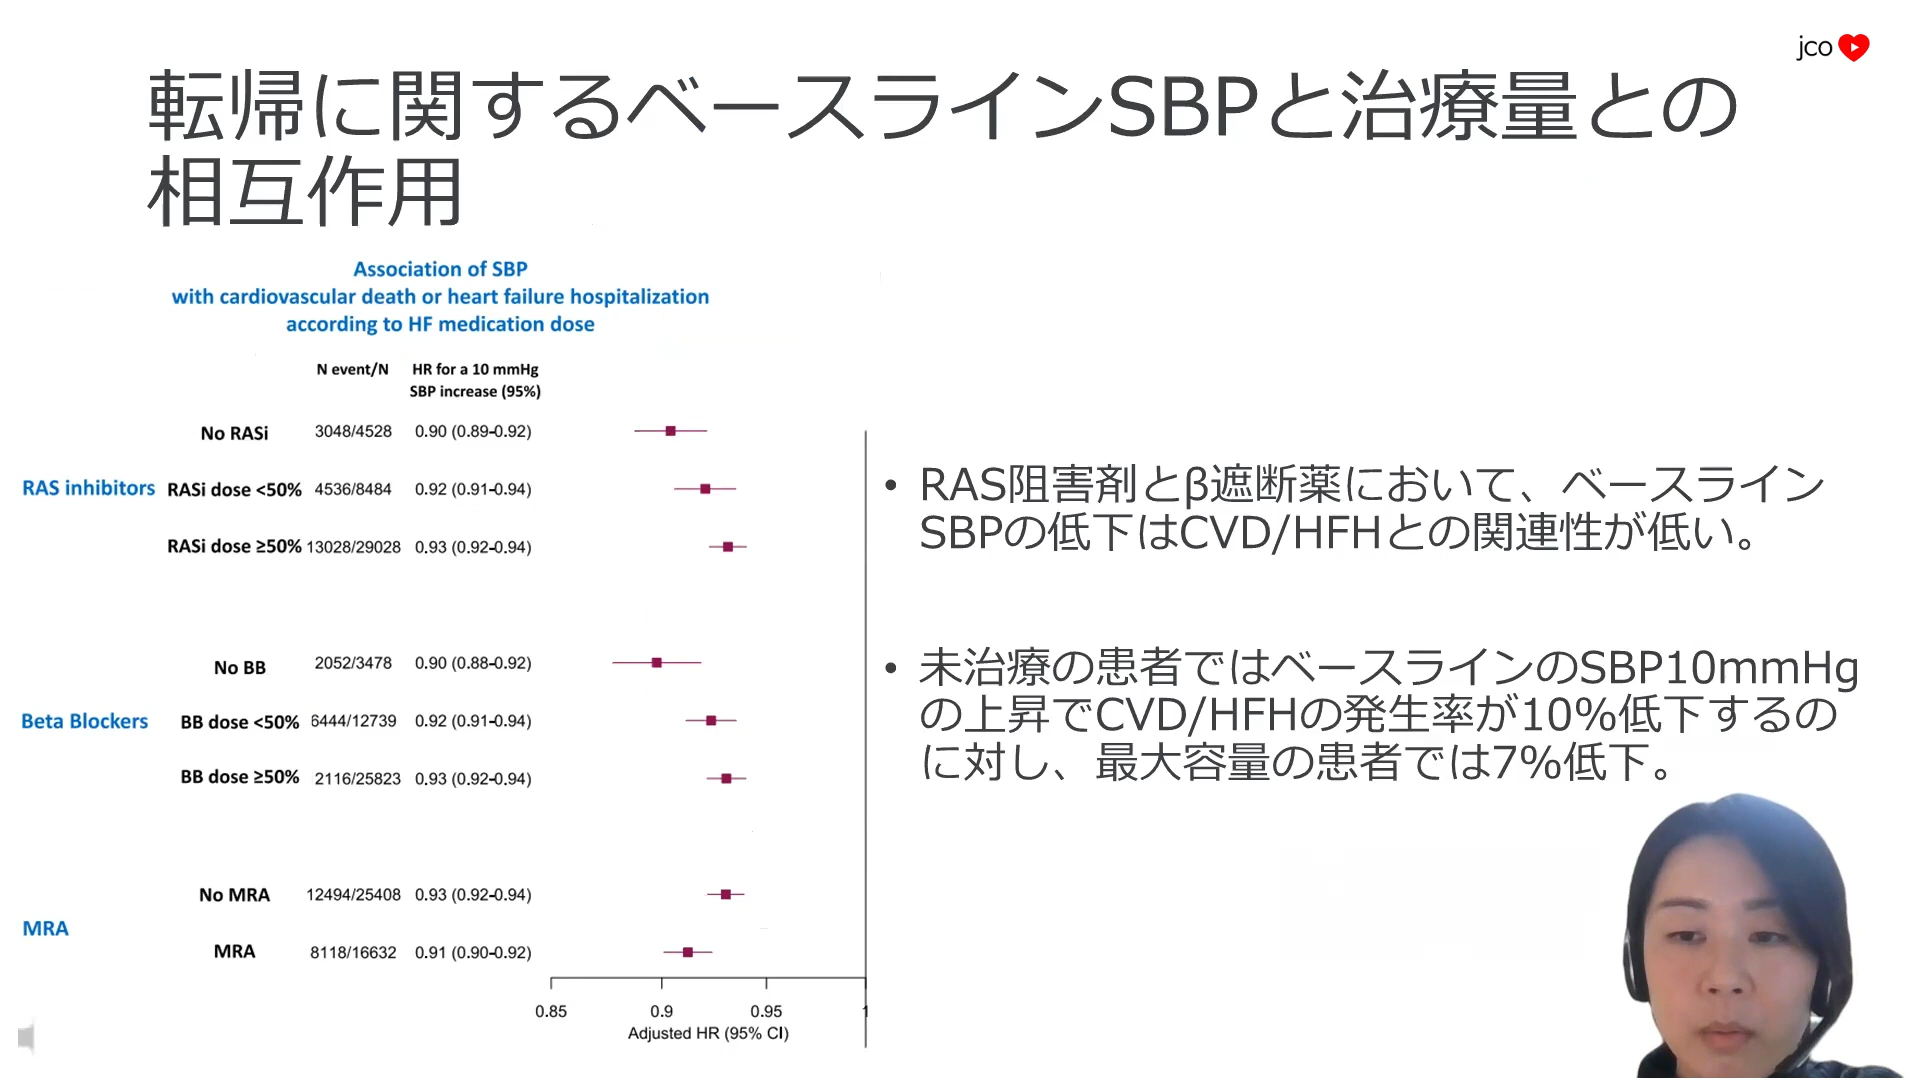 jco
転帰に関するベースラインSBPと治療量との
相互作用
Association of SBP
with cardiovascular death or heart failure hospitalization
according to HF medication dose
N event/N HR for a 10 mmHg
SBP increase (95%)
No RASi 3048/4528 0.90 (0.89-0.92)
RAS inhibitors RASi dose <50% 4536/8484 0.92 (0.91-0.94)
RASi dose ≥50% 13028/29028 0.93 (0.92-0.94)
No BB 2052/3478 0.90 (0.88-0.92)
Beta Blockers BB dose <50% 6444/12739 0.92 (0.91-0.94)
BB dose ≥50% 2116/25823 0.93 (0.92-0.94)
No MRA 12494/25408 0.93 (0.92-0.94)
MRA
MRA 8118/16632 0.91 (0.90-0.92)
0.85 0.9 0.95 1
Adjusted HR (95% CI)
• RAS阻害剤とβ遮断薬において、ベースライン
SBPの低下はCVD/HFHとの関連性が低い。
• 未治療の患者ではベースラインのSBP10mmHg
の上昇でCVD/HFHの発生率が10%低下するの
に対し、最大容量の患者では7%低下。